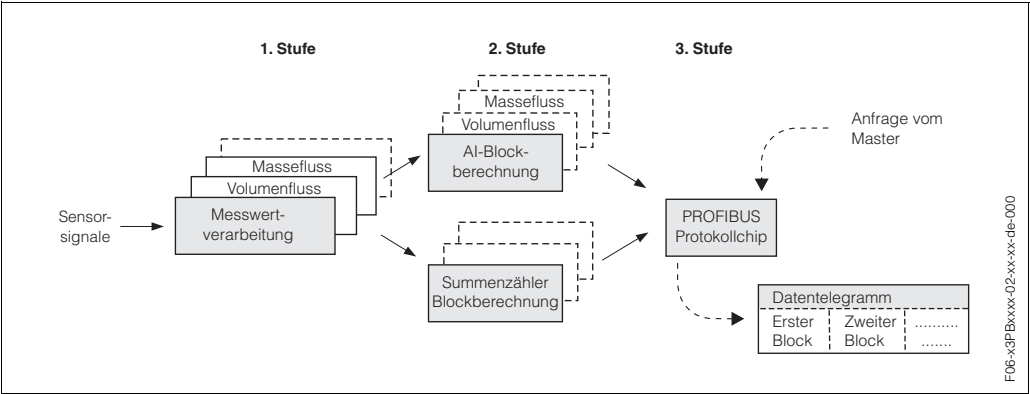 1. Stufe
2. Stufe
3. Stufe
Sensor-
signale
Massefluss
Volumenfluss
Messwert-
verarbeitung
Massefluss
Volumenfluss
AI-Block-
berechnung
Summenzähler
Blockberechnung
Anfrage vom
Master
PROFIBUS
Protokollchip
Datentelegramm
Erster
Block
Zweiter
Block
..........
.......
F06-x3PBxxxx-02-xx-xx-de-000